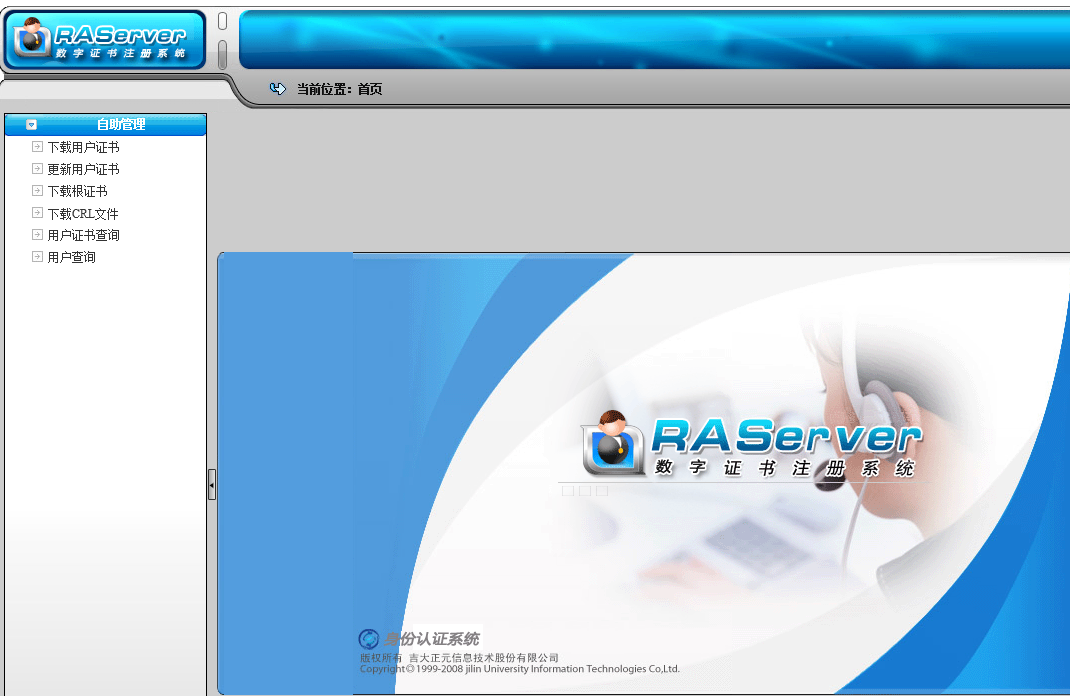 RAServer
数字证书注册系统
当前位置：首页
自助管理
下载用户证书
更新用户证书
下载根证书
下载CRL文件
用户证书查询
用户查询
RAServer
数字证书注册系统
身份认证系统
版权所有 吉大正元信息技术股份有限公司
Copyright©1999-2008 jilin University Information Technologies Co,Ltd.